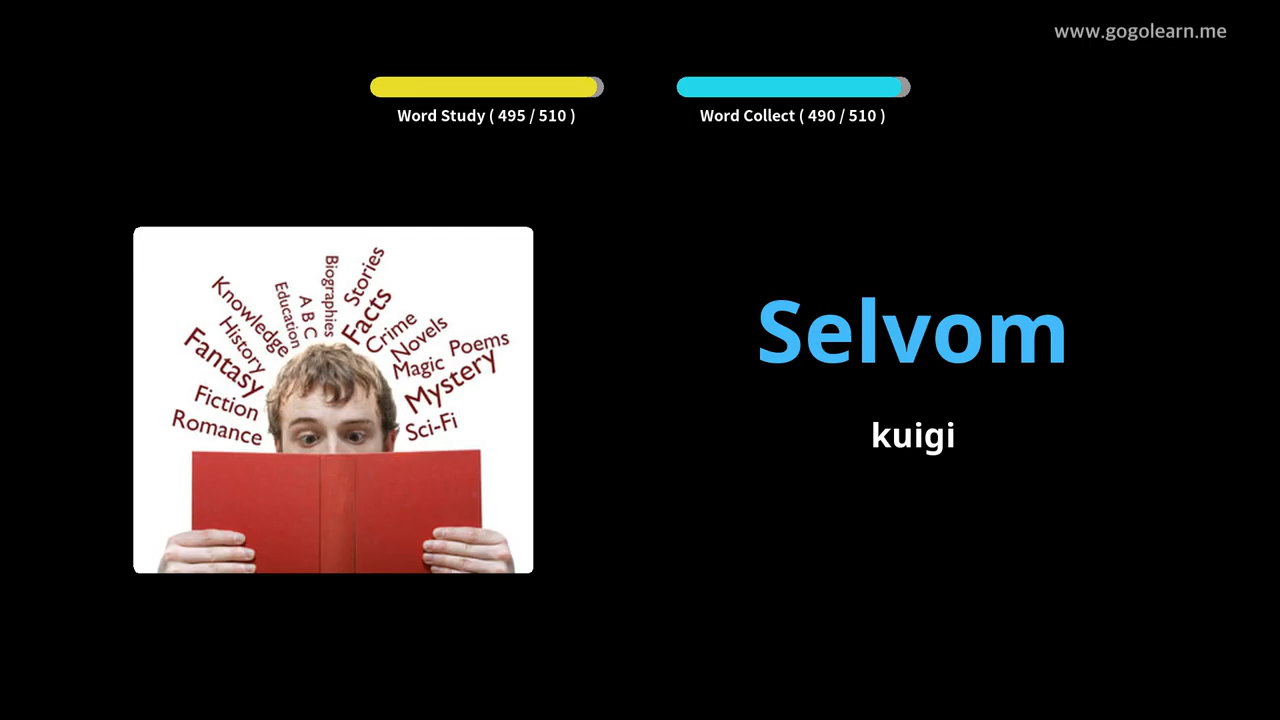 www.gogolearn.me
Word Study ( 495 / 510 )
Word Collect ( 490 / 510 )
Biographies
Stories
Education
A B C
Facts
Knowledge
Crime
History
Novels
Fantasy
Magic
Poems
Mystery
Fiction
Romance
Sci-Fi
Selvom
kuigi